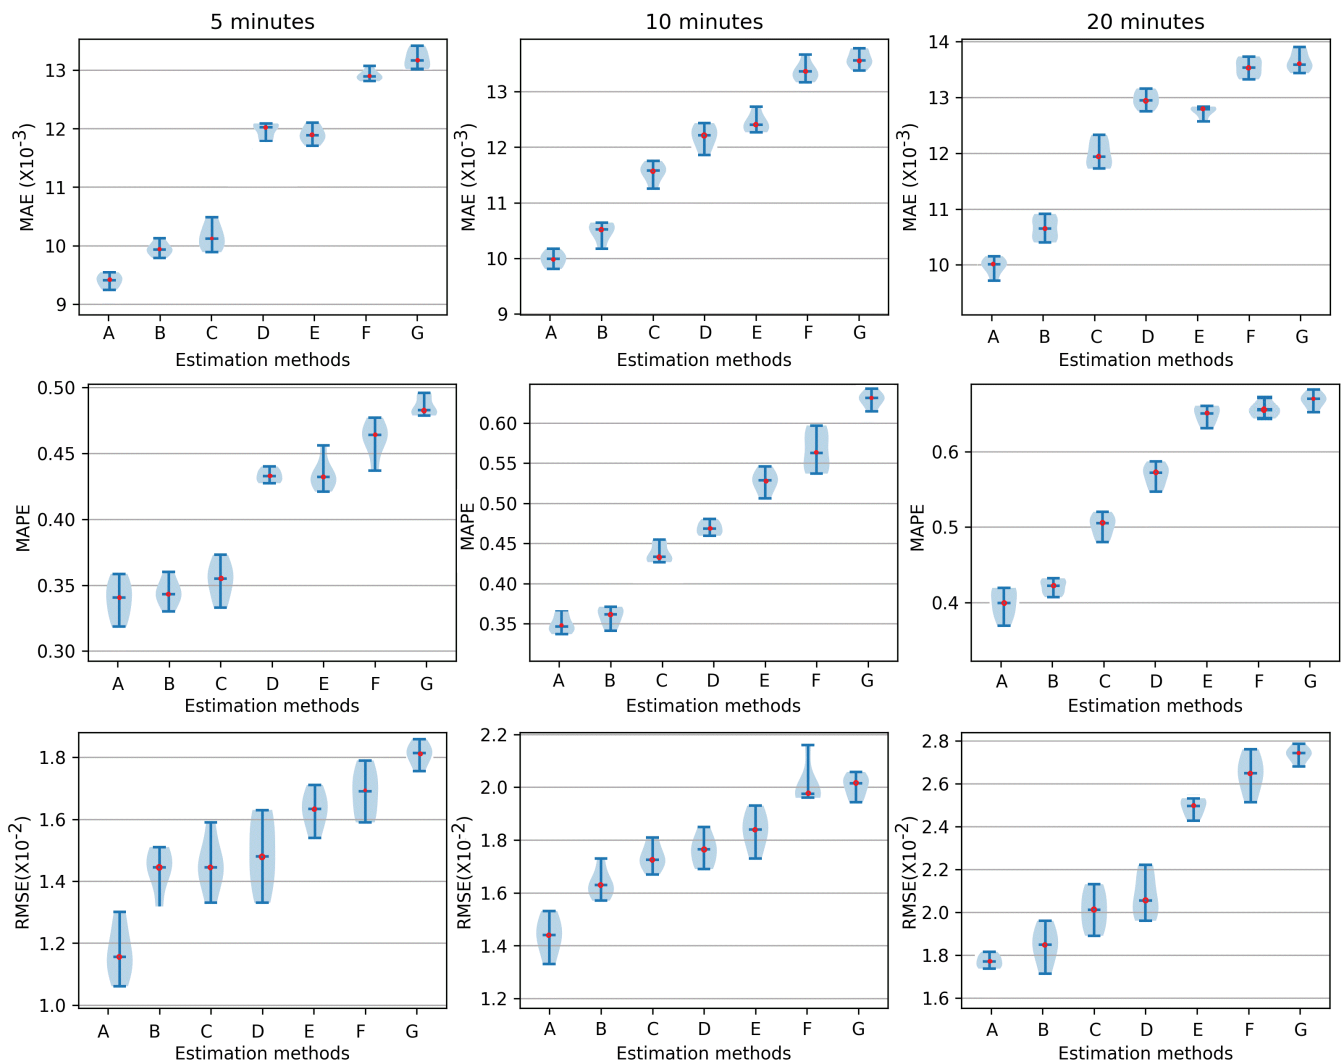 5 minutes
10 minutes
20 minutes
MAE (X10-3)
13
12
11
10
9
A B C D E F G
Estimation methods
MAE (X10-3)
13
12
11
10
9
A B C D E F G
Estimation methods
MAE (X10-3)
14
13
12
11
10
A B C D E F G
Estimation methods
MAPE
0.50
0.45
0.40
0.35
0.30
A B C D E F G
Estimation methods
MAPE
0.60
0.55
0.50
0.45
0.40
0.35
A B C D E F G
Estimation methods
MAPE
0.6
0.5
0.4
A B C D E F G
Estimation methods
RMSE(X10-2)
1.8
1.6
1.4
1.2
1.0
A B C D E F G
Estimation methods
RMSE(X10-2)
2.2
2.0
1.8
1.6
1.4
1.2
A B C D E F G
Estimation methods
RMSE(X10-2)
2.8
2.6
2.4
2.2
2.0
1.8
1.6
A B C D E F G
Estimation methods